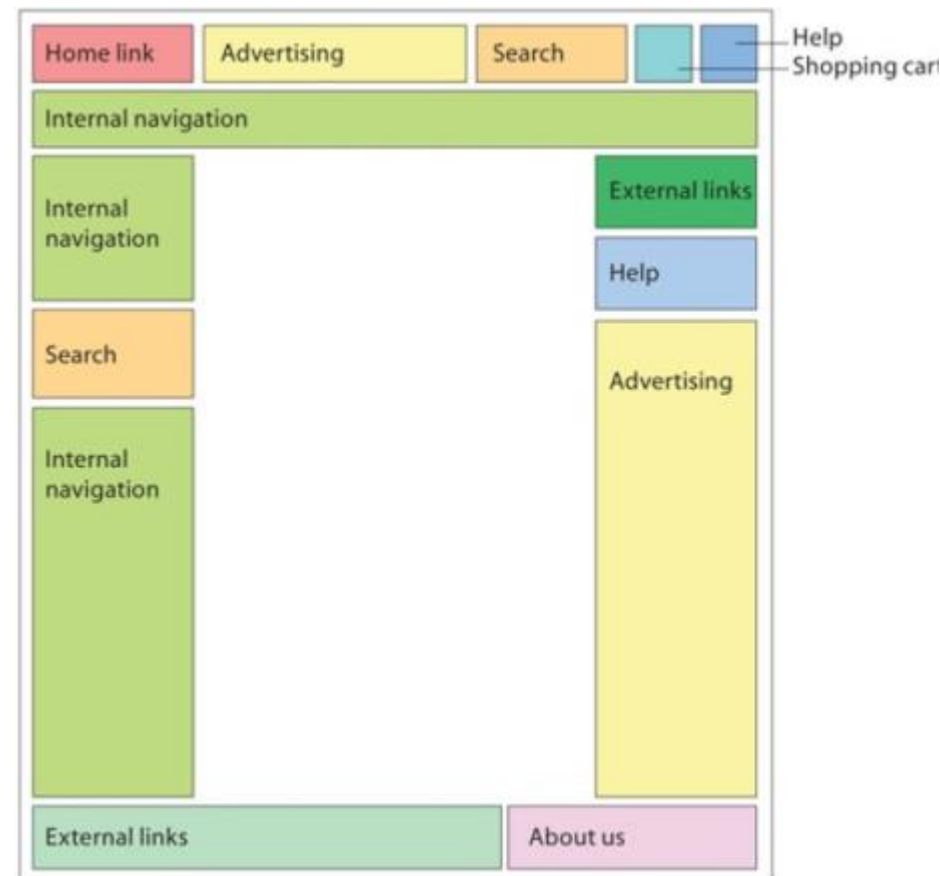 Home link
Advertising
Search
Help
Shopping cart
Internal navigation
Internal
navigation
External links
Help
Search
Advertising
Internal
navigation
External links
About us